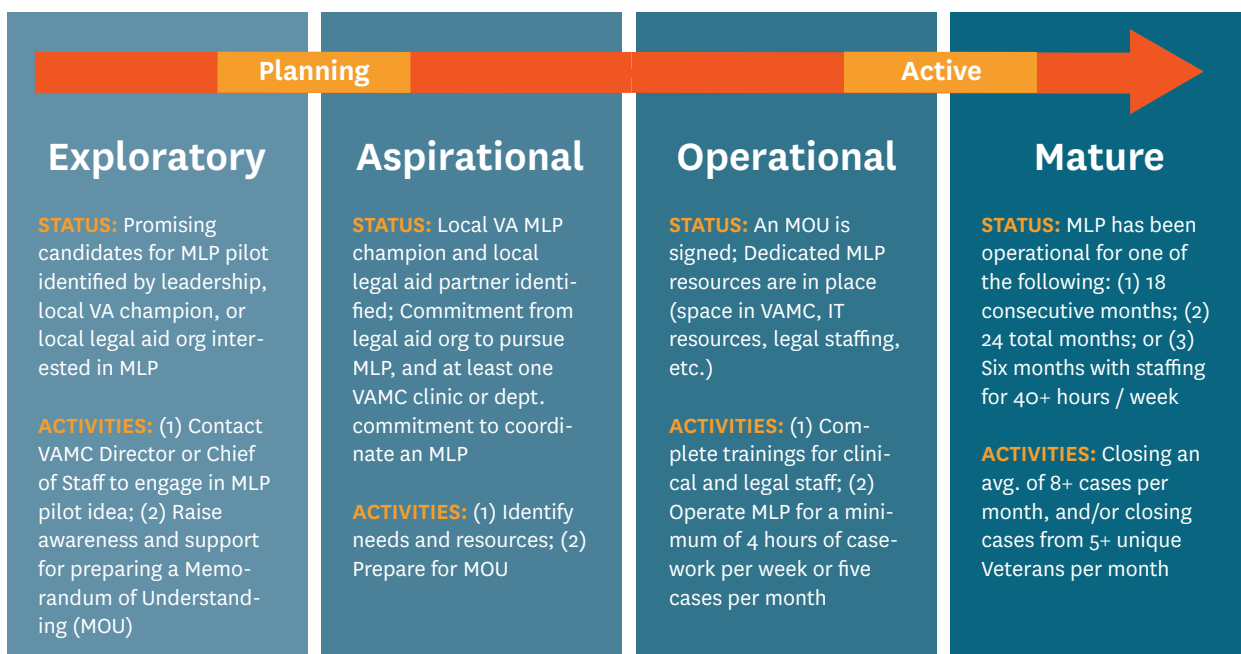 Planning
Active
Exploratory
STATUS: Promising
candidates for MLP pilot
identified by leadership,
local VA champion, or
local legal aid org inter-
ested in MLP
ACTIVITIES: (1) Contact
VAMC Director or Chief
of Staff to engage in MLP
pilot idea; (2) Raise
awareness and support
for preparing a Memo-
randum of Understand-
ing (MOU)
Aspirational
STATUS: Local VA MLP
champion and local
legal aid partner identi-
fied; Commitment from
legal aid org to pursue
MLP, and at least one
VAMC clinic or dept.
commitment to coordi-
nate an MLP
ACTIVITIES: (1) Identify
needs and resources; (2)
Prepare for MOU
Operational
STATUS: An MOU is
signed; Dedicated MLP
resources are in place
(space in VAMC, IT
resources, legal staffing,
etc.)
ACTIVITIES: (1) Com-
plete trainings for clini-
cal and legal staff; (2)
Operate MLP for a mini-
mum of 4 hours of case-
work per week or five
cases per month
Mature
STATUS: MLP has been
operational for one of
the following: (1) 18
consecutive months; (2)
24 total months; or (3)
Six months with staffing
for 40+ hours / week
ACTIVITIES: Closing an
avg. of 8+ cases per
month, and/or closing
cases from 5+ unique
Veterans per month